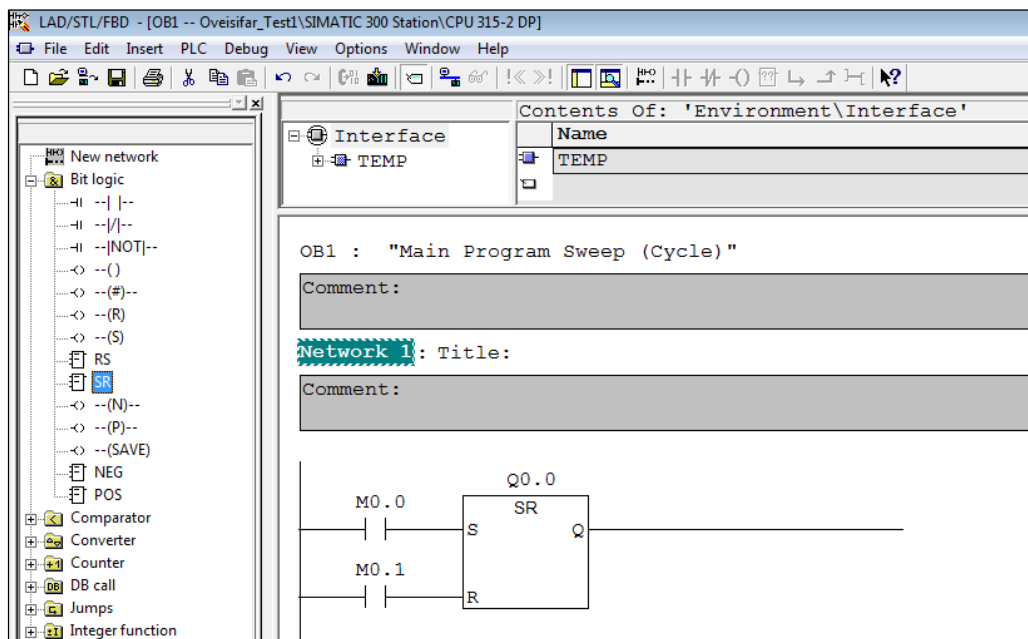 LAD/STL/FBD - [OB1 -- Oveisifar_Test1\SIMATIC 300 Station\CPU 315-2 DP]
File Edit Insert PLC Debug View Options Window Help
New network
Bit logic
--| |--
--|/|--
--|NOT|--
--( )
--(#)--
--(R)
--(S)
RS
SR
--(N)--
--(P)--
--(SAVE)
NEG
POS
Comparator
Converter
Counter
DB call
Jumps
Integer function
Interface
TEMP
Contents Of: 'Environment\Interface'
Name
TEMP
OB1 : "Main Program Sweep (Cycle)"
Comment:
Network 1: Title:
Comment:
Q0.0
M0.0
SR
S Q
M0.1
R